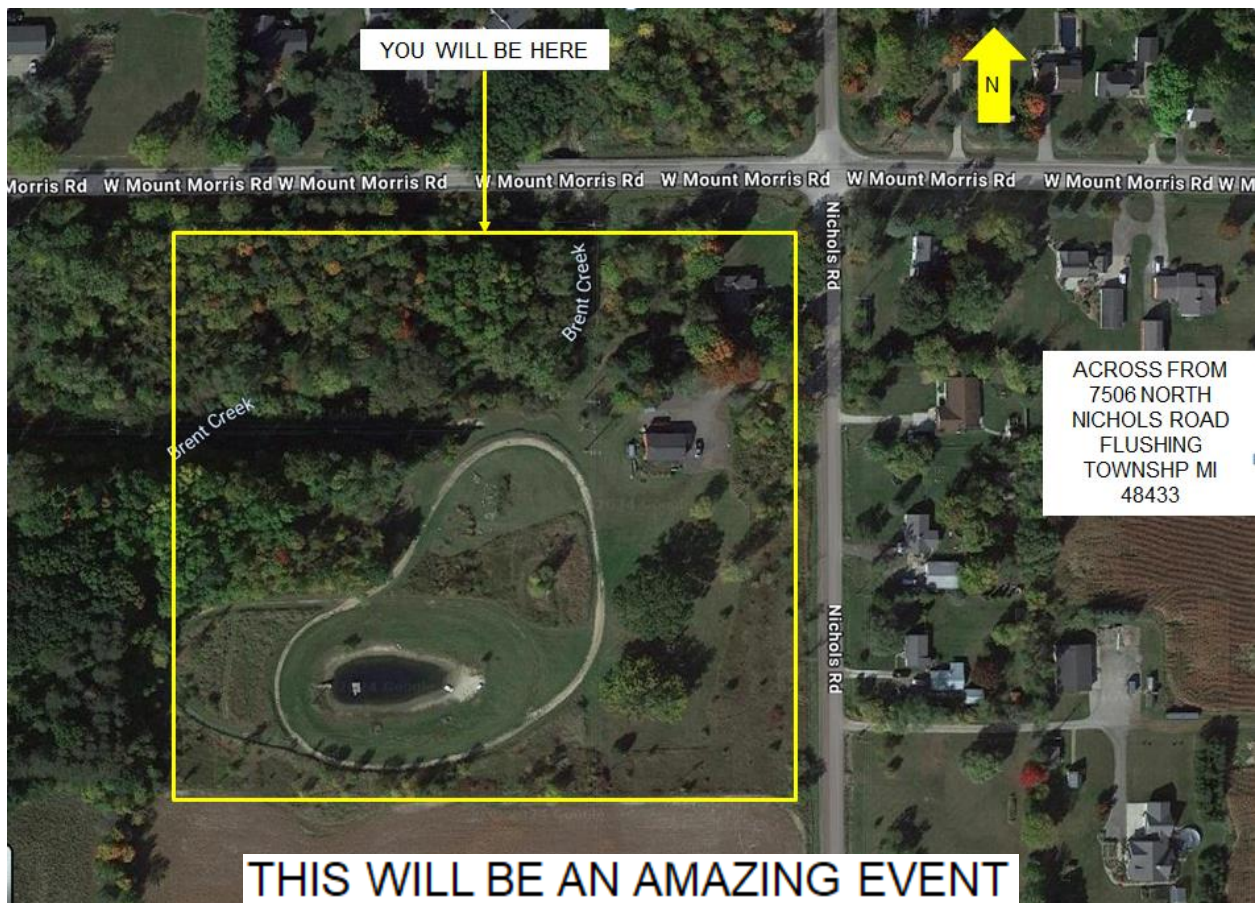 YOU WILL BE HERE
N
Morris Rd W Mount Morris Rd W Mount Morris Rd W Mount Morris Rd W Mount Morris Rd W Mount Morris Rd W Mount Morris Rd W M
Nichols Rd
Brent Creek
Brent Creek
ACROSS FROM
7506 NORTH
NICHOLS ROAD
FLUSHING
TOWNSHP MI
48433
Nichols Rd
THIS WILL BE AN AMAZING EVENT